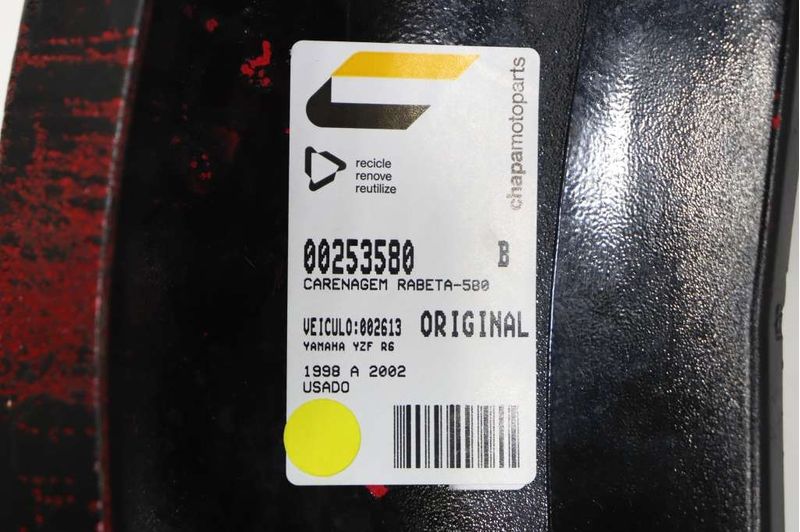 chapamotoparts
recicle
renove
reutilize
00253580 B
CARENAGEM RABETA-580
VEICULO:002613 ORIGINAL
YAMAHA YZF R6
1998 A 2002
USADO